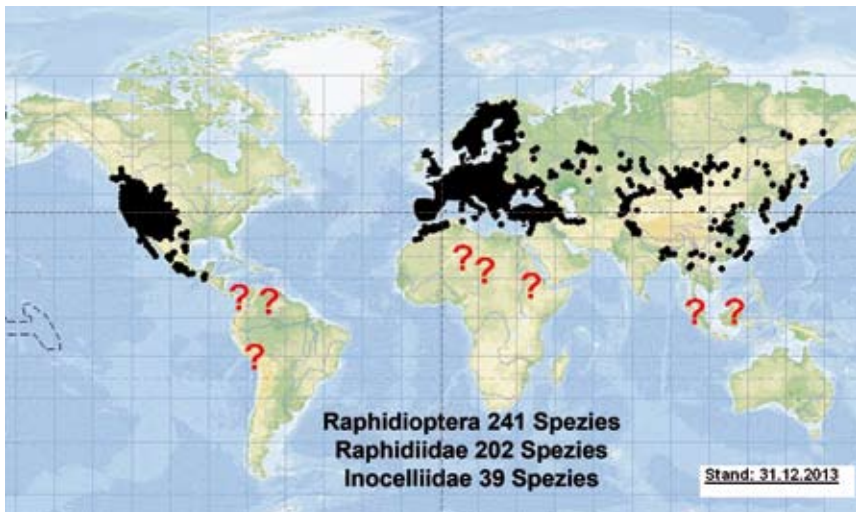 ? ? ?
? ? ? ?
?
Raphidioptera 241 Spezies
Raphidiidae 202 Spezies
Inocelliidae 39 Spezies
Stand: 31.12.2013